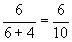 6/(6 + 4) = 6/10